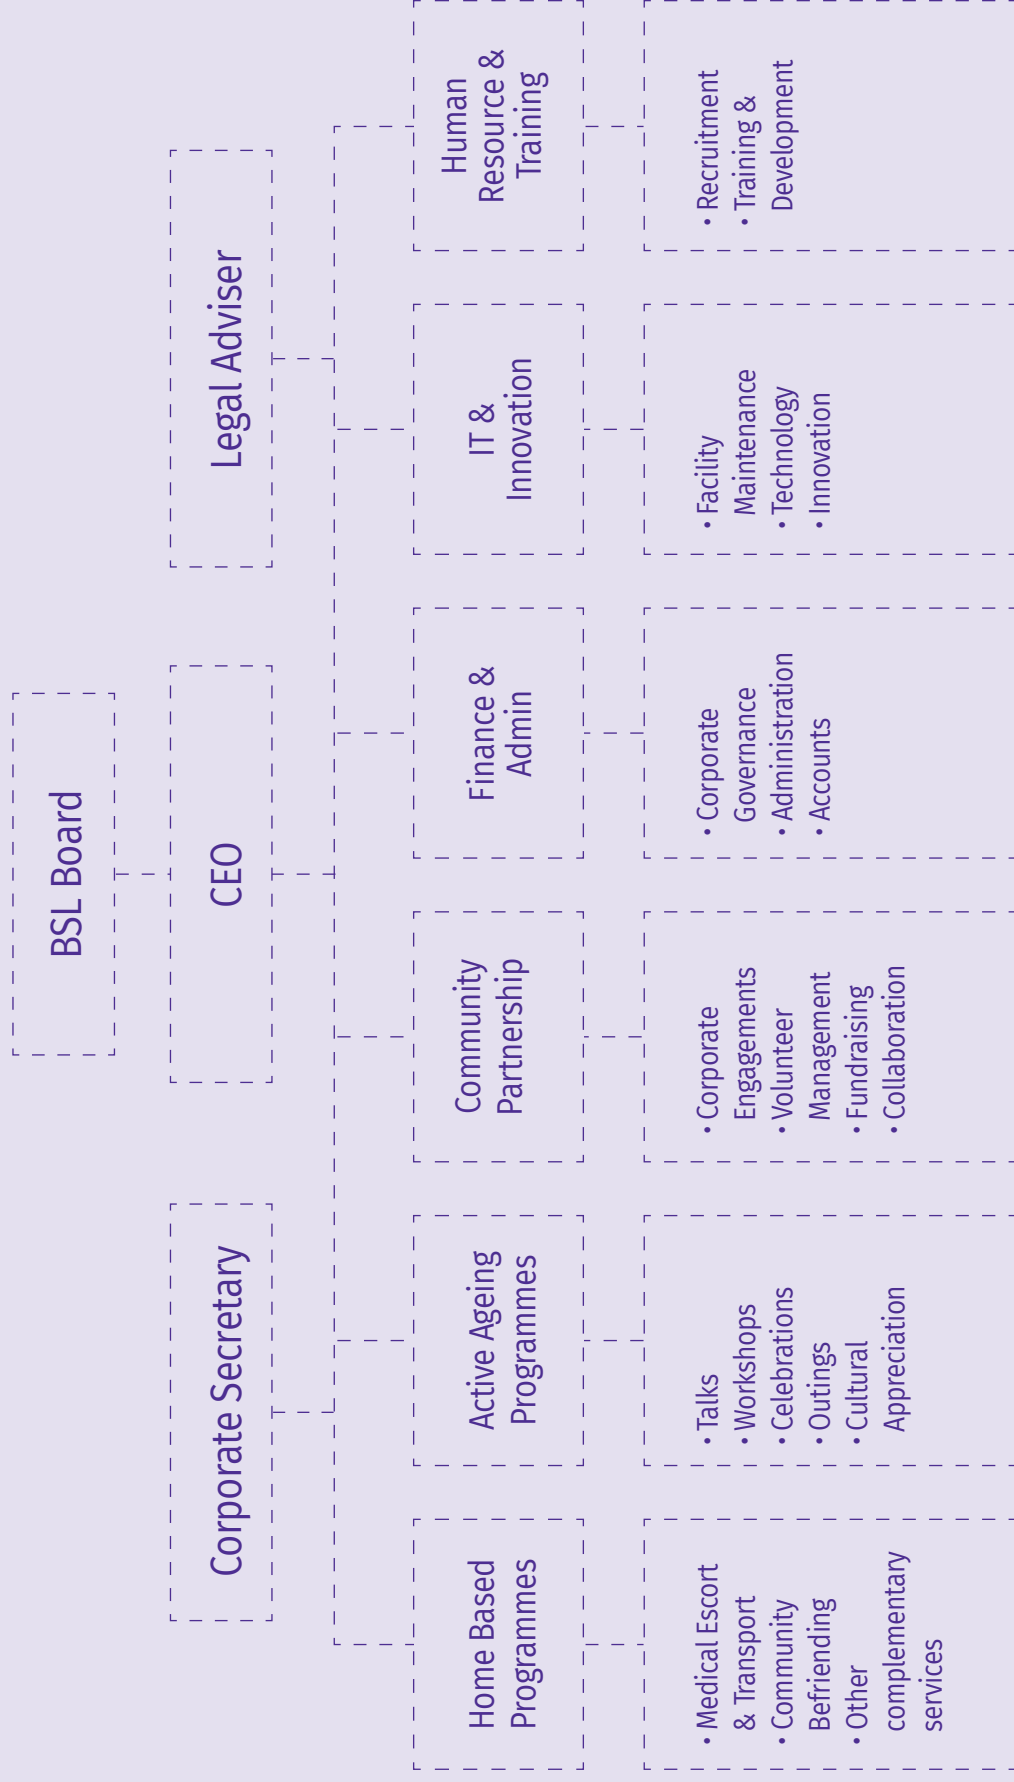 BSL Board
Corporate Secretary
CEO
Legal Adviser
Home Based
Programmes
Active Ageing
Programmes
Community
Partnership
Finance &
Admin
IT &
Innovation
Human
Resource &
Training
• Medical Escort
& Transport
• Community
Befriending
• Other
complementary
services
• Talks
• Workshops
• Celebrations
• Outings
• Cultural
Appreciation
• Corporate
Engagements
• Volunteer
Management
• Fundraising
• Collaboration
• Corporate
Governance
• Administration
• Accounts
• Facility
Maintenance
• Technology
• Innovation
• Recruitment
• Training &
Development